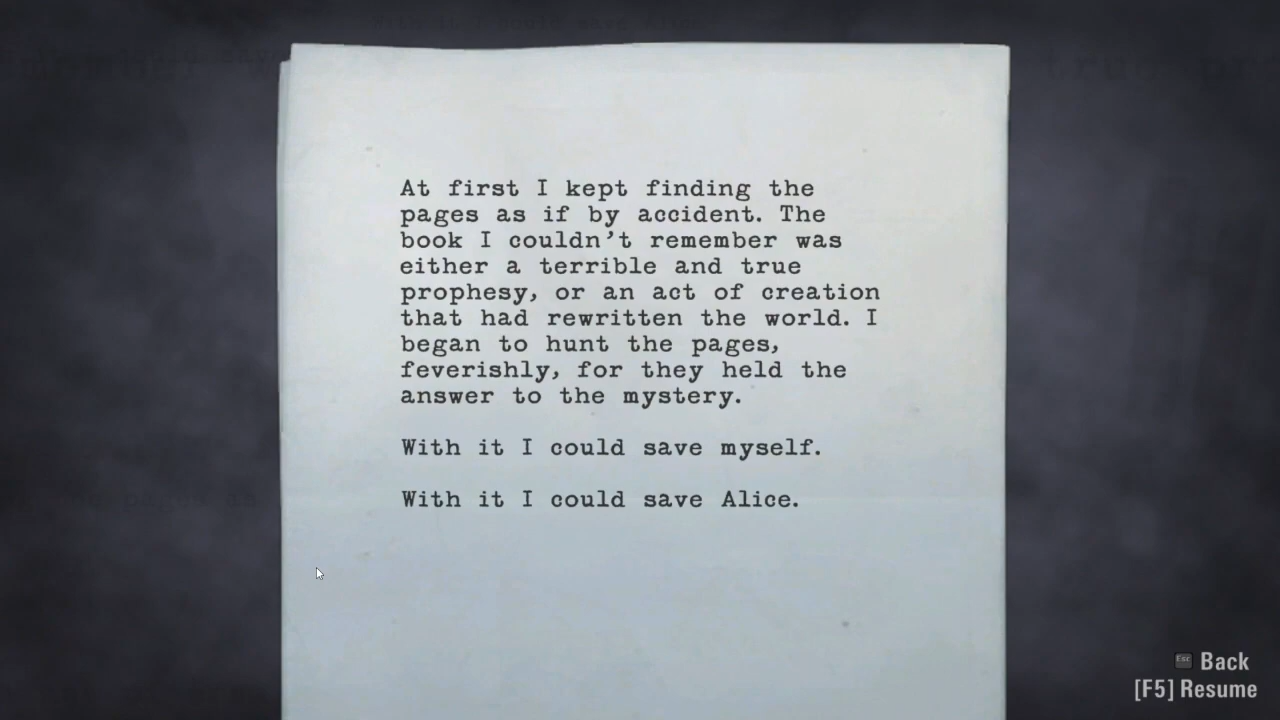 At first I kept finding the
pages as if by accident. The
book I couldn't remember was
either a terrible and true
prophesy, or an act of creation
that had rewritten the world. I
began to hunt the pages,
feverishly, for they held the
answer to the mystery.
With it I could save myself.
With it I could save Alice.
Esc Back
[F5] Resume